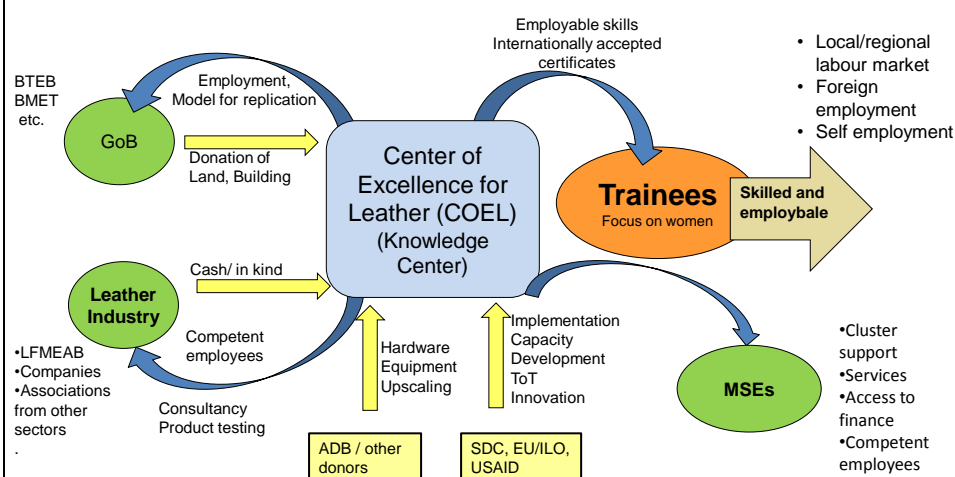 Employable skills
Internationally accepted
certificates
• Local/regional
labour market
• Foreign
employment
• Self employment
BTEB
BMET
etc.
GoB
Employment,
Model for replication
Donation of
Land, Building
Center of
Excellence for
Leather (COEL)
(Knowledge
Center)
Trainees
Focus on women
Skilled and
employbale
Cash/ in kind
Leather
Industry
•LFMEAB
•Companies
•Associations
from other
sectors
.
Competent
employees
Consultancy
Product testing
Hardware
Equipment
Upscaling
Implementation
Capacity
Development
ToT
Innovation
MSEs
•Cluster
support
•Services
•Access to
finance
•Competent
employees
ADB / other
donors
SDC, EU/ILO,
USAID